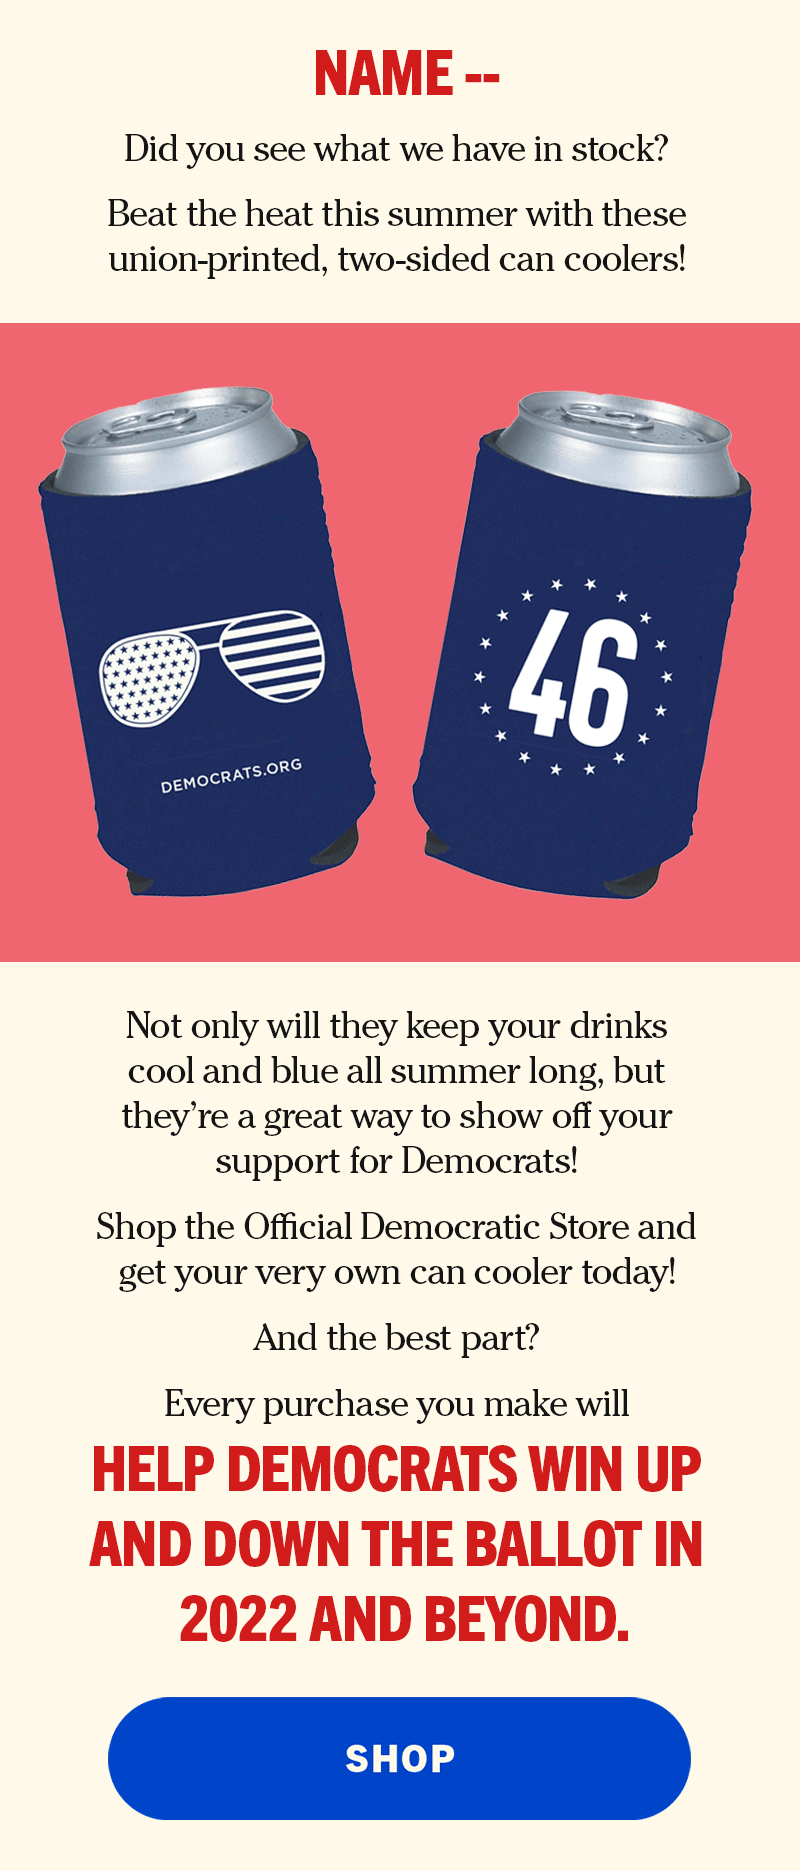 NAME --
Did you see what we have in stock?
Beat the heat this summer with these
union-printed, two-sided can coolers!
DEMOCRATS.ORG
46
Not only will they keep your drinks
cool and blue all summer long, but
they’re a great way to show off your
support for Democrats!
Shop the Official Democratic Store and
get your very own can cooler today!
And the best part?
Every purchase you make will
HELP DEMOCRATS WIN UP
AND DOWN THE BALLOT IN
2022 AND BEYOND.
SHOP